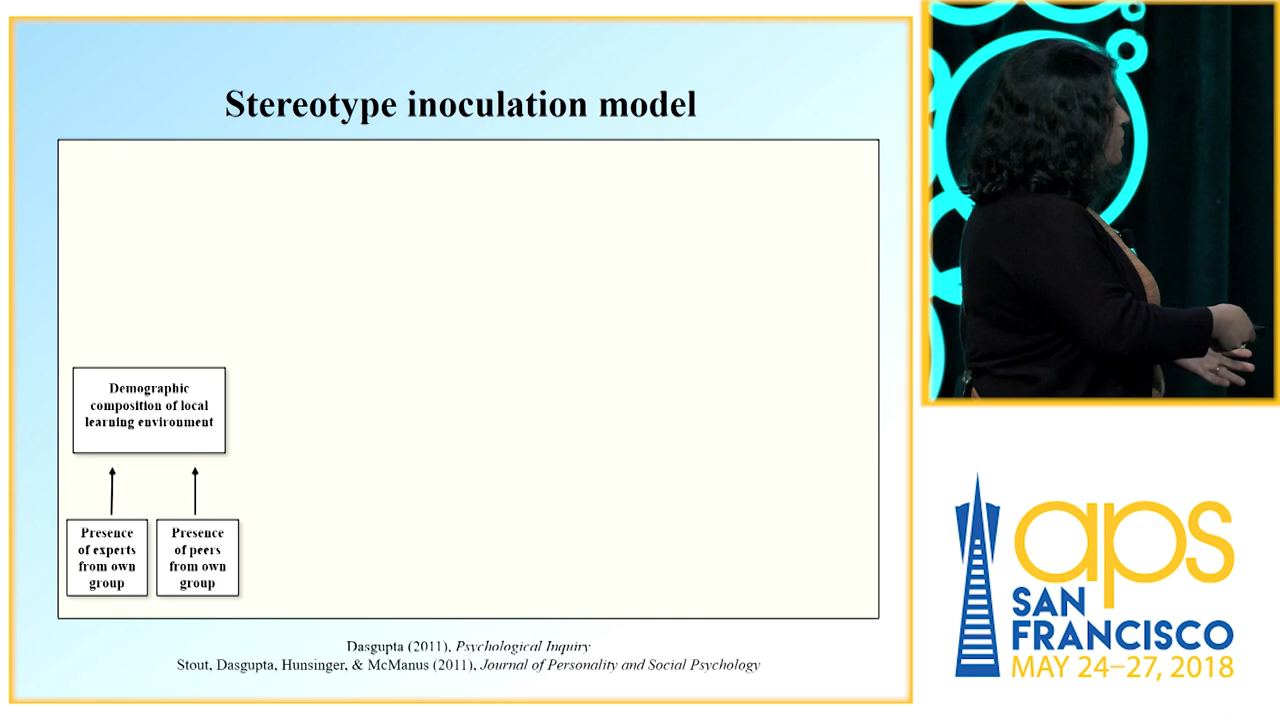 Stereotype inoculation model
Demographic
composition of local
learning environment
Presence
of experts
from own
group
Presence
of peers
from own
group
Dasgupta (2011), Psychological Inquiry
Stout, Dasgupta, Hunsinger, & McManus (2011), Journal of Personality and Social Psychology
aps
SAN
FRANCISCO
MAY 24–27, 2018